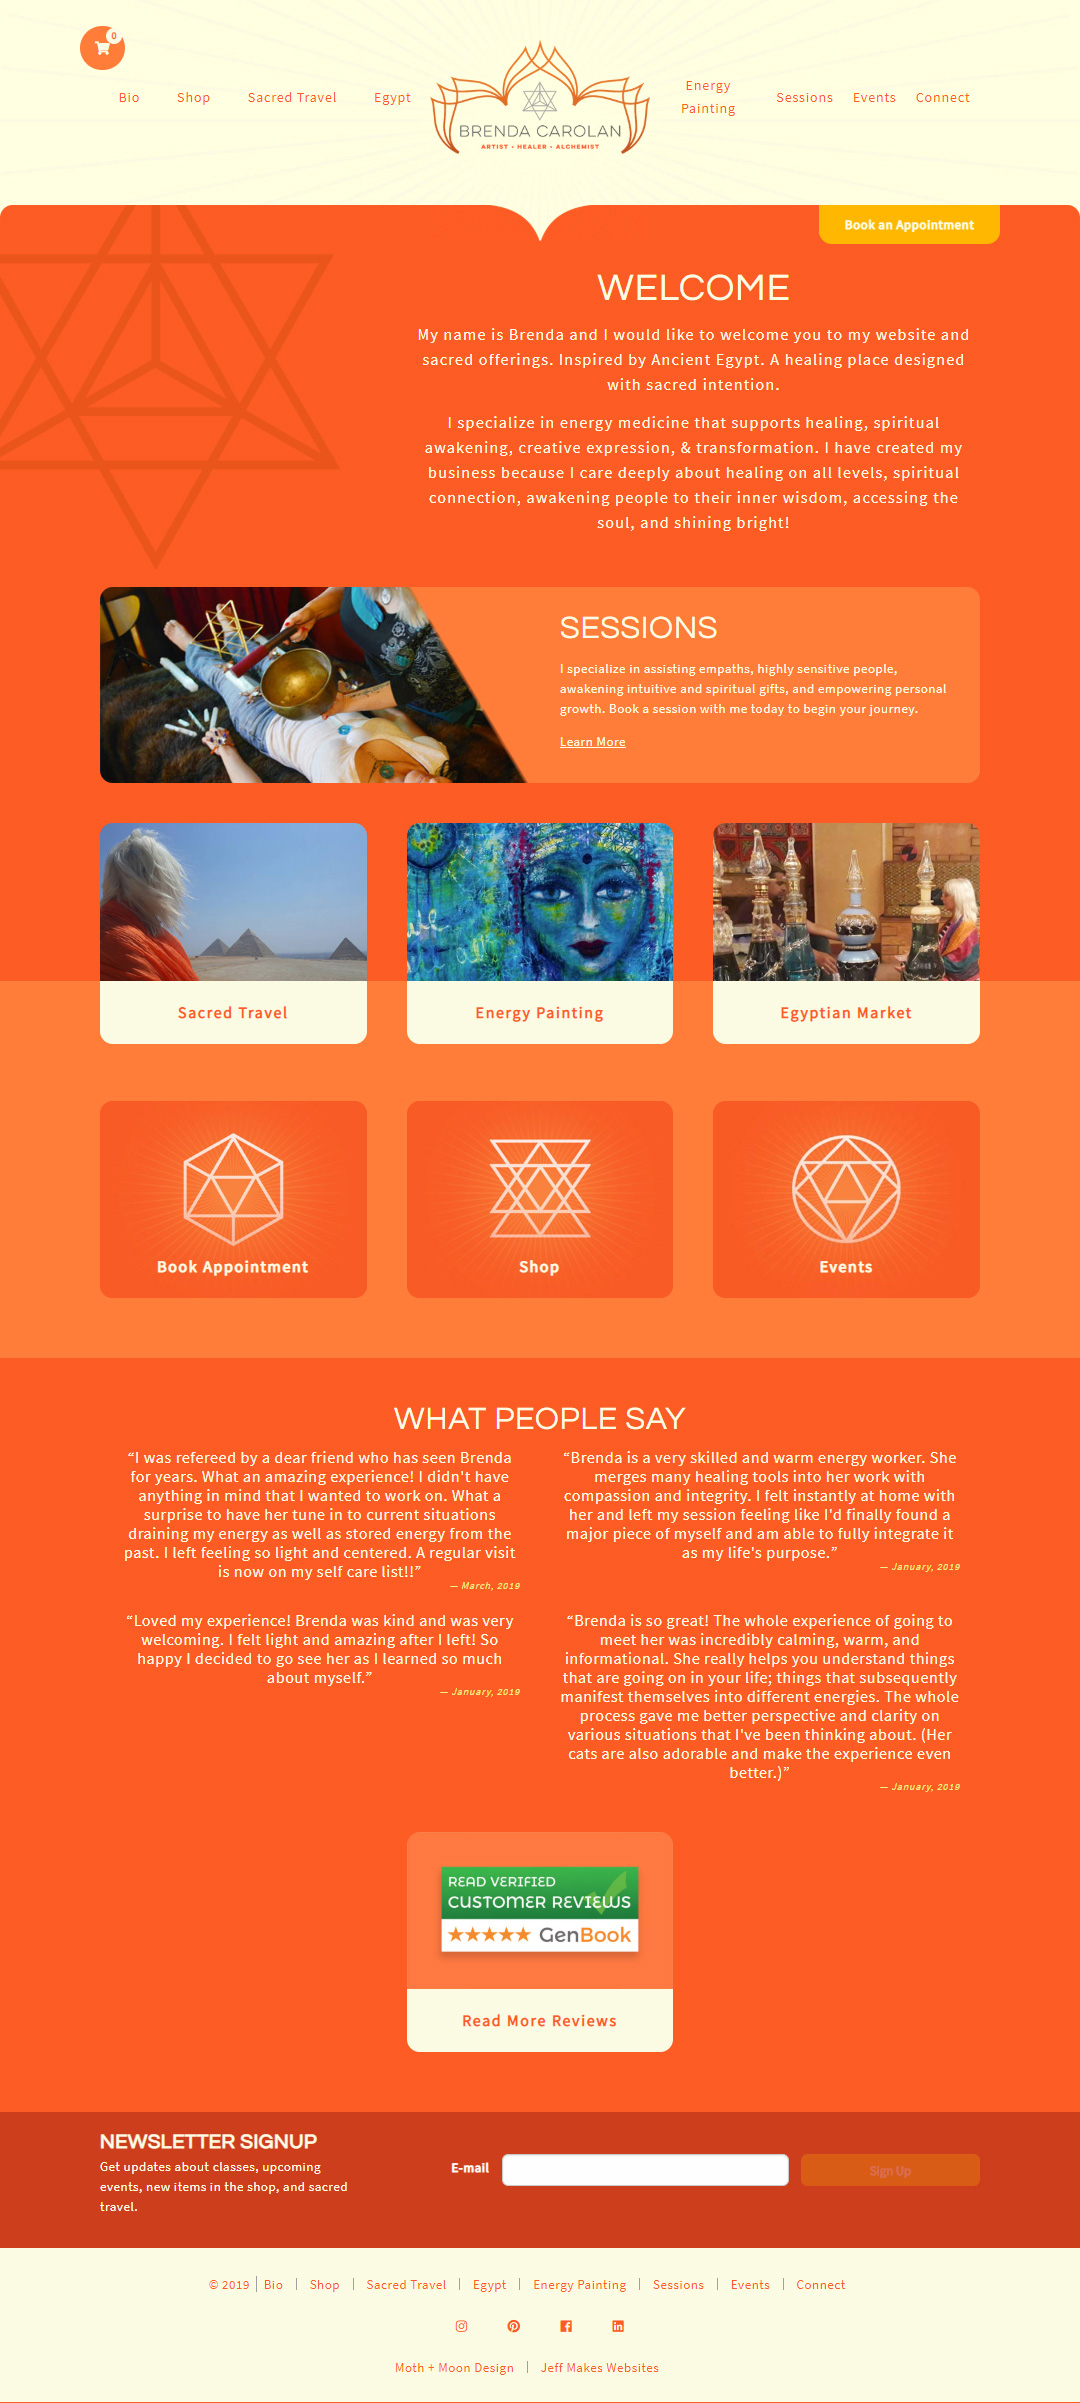 0
Bio
Shop
Sacred Travel
Egypt
BRENDA CAROLAN
ARTIST • HEALER • ALCHEMIST
Energy
Painting
Sessions
Events
Connect
Book an Appointment
WELCOME
My name is Brenda and I would like to welcome you to my website and
sacred offerings. Inspired by Ancient Egypt. A healing place designed
with sacred intention.
I specialize in energy medicine that supports healing, spiritual
awakening, creative expression, & transformation. I have created my
business because I care deeply about healing on all levels, spiritual
connection, awakening people to their inner wisdom, accessing the
soul, and shining bright!
SESSIONS
I specialize in assisting empaths, highly sensitive people,
awakening intuitive and spiritual gifts, and empowering personal
growth. Book a session with me today to begin your journey.
Learn More
Sacred Travel
Energy Painting
Egyptian Market
Book Appointment
Shop
Events
WHAT PEOPLE SAY
“I was refereed by a dear friend who has seen Brenda
for years. What an amazing experience! I didn't have
anything in mind that I wanted to work on. What a
surprise to have her tune in to current situations
draining my energy as well as stored energy from the
past. I left feeling so light and centered. A regular visit
is now on my self care list!!”
— March, 2019
“Brenda is a very skilled and warm energy worker. She
merges many healing tools into her work with
compassion and integrity. I felt instantly at home with
her and left my session feeling like I'd finally found a
major piece of myself and am able to fully integrate it
as my life's purpose.”
— January, 2019
“Loved my experience! Brenda was kind and was very
welcoming. I felt light and amazing after I left! So
happy I decided to go see her as I learned so much
about myself.”
— January, 2019
“Brenda is so great! The whole experience of going to
meet her was incredibly calming, warm, and
informational. She really helps you understand things
that are going on in your life; things that subsequently
manifest themselves into different energies. The whole
process gave me better perspective and clarity on
various situations that I've been thinking about. (Her
cats are also adorable and make the experience even
better.)”
— January, 2019
READ VERIFIED
CUSTOMER REVIEWS
GenBook
Read More Reviews
NEWSLETTER SIGNUP
Get updates about classes, upcoming
events, new items in the shop, and sacred
travel.
E-mail
Sign Up
© 2019 | Bio | Shop | Sacred Travel | Egypt | Energy Painting | Sessions | Events | Connect
Moth + Moon Design | Jeff Makes Websites